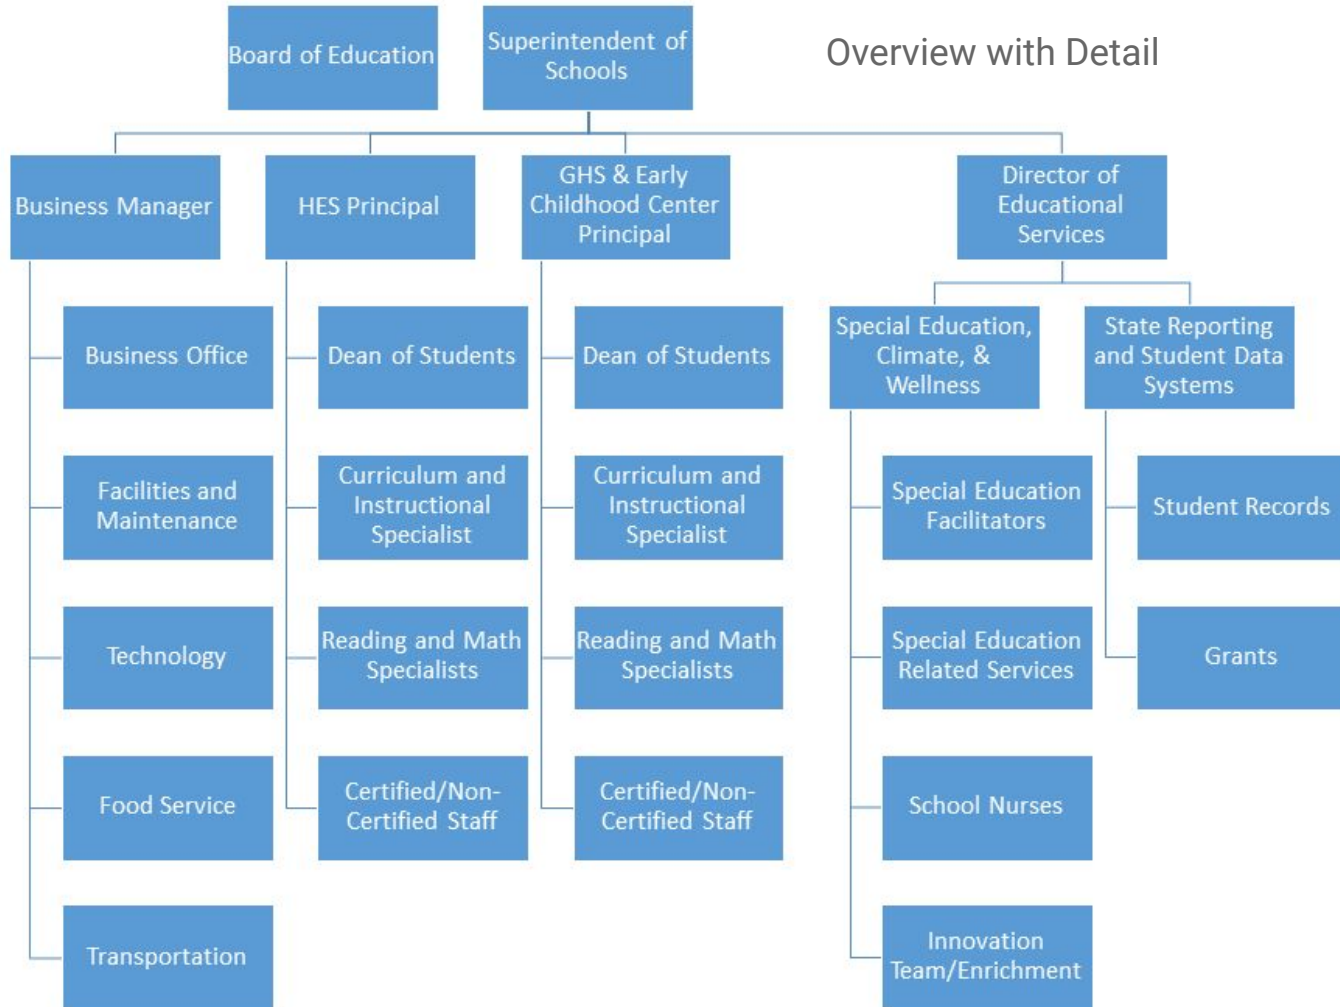 Board of Education
Superintendent of
Schools
Overview with Detail
Business Manager
HES Principal
GHS & Early
Childhood Center
Principal
Director of
Educational
Services
Business Office
Dean of Students
Dean of Students
Special Education,
Climate, &
Wellness
State Reporting
and Student Data
Systems
Facilities and
Maintenance
Curriculum and
Instructional
Specialist
Curriculum and
Instructional
Specialist
Special Education
Facilitators
Student Records
Technology
Reading and Math
Specialists
Reading and Math
Specialists
Special Education
Related Services
Grants
Food Service
Certified/Non-
Certified Staff
Certified/Non-
Certified Staff
School Nurses
Transportation
Innovation
Team/Enrichment